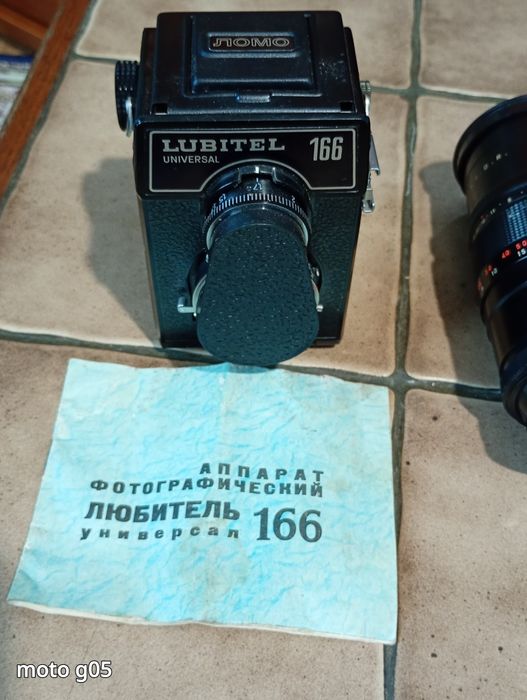 ЛОМО
LUBITEL 166
UNIVERSAL
АППАРАТ
ФОТОГРАФИЧЕСКИЙ
ЛЮБИТЕЛЬ 166
универсал
moto g05